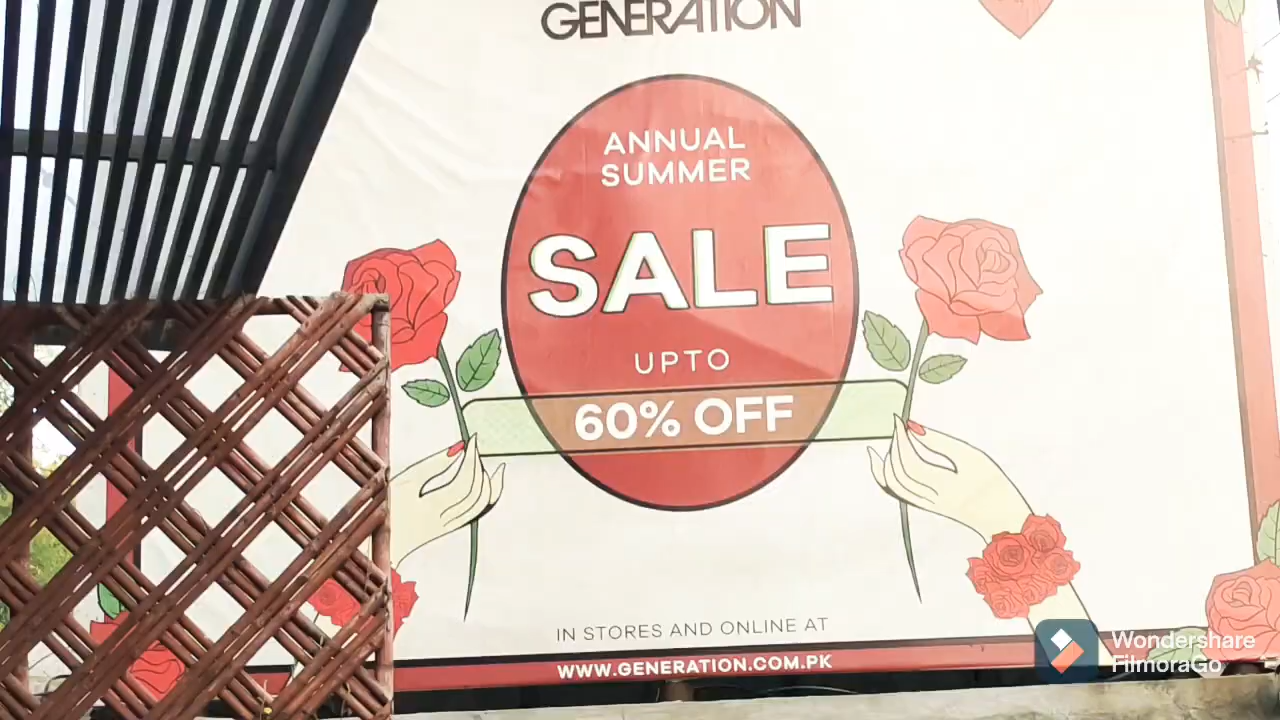 GENERATION
ANNUAL
SUMMER
SALE
UPTO
60% OFF
IN STORES AND ONLINE AT
WWW.GENERATION.COM.PK
Wondershare
FilmoraGo